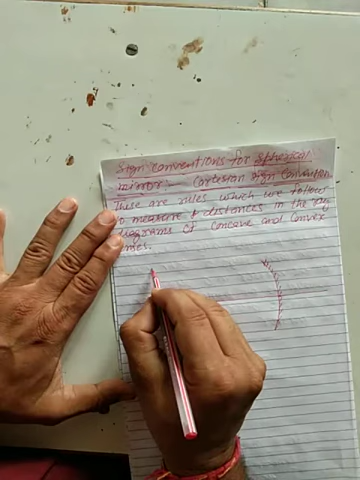 Sign conventions for Spherical
mirror: Cartesian Sign Convention
These are rules which we follow
to measure distances in the ray
diagrams of concave and convex